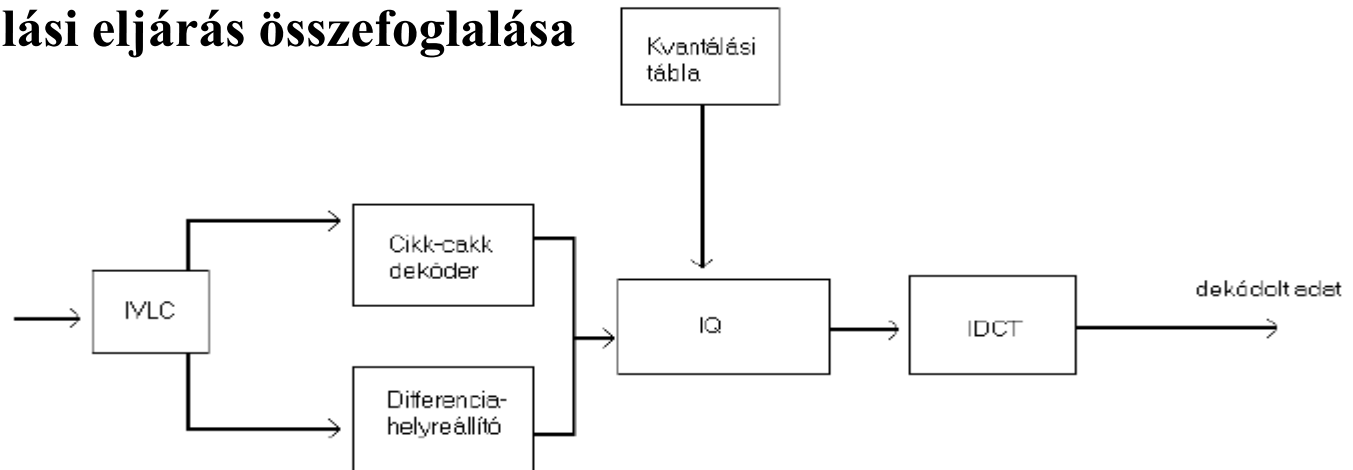 lási eljárás összefoglalása
Kvantálási
tábla
Cikk-cakk
dekóder
IVLC
IQ
IDCT
dekódolt adat
Differencia-
helyreállító